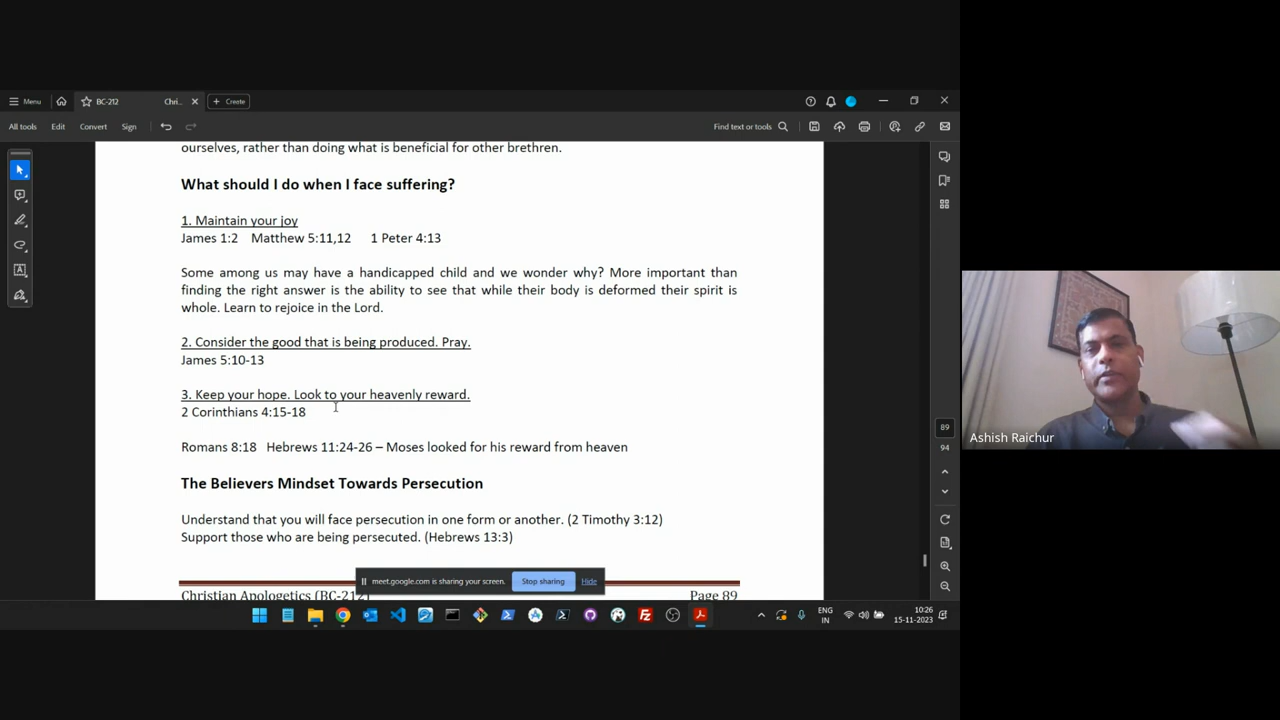 Menu
BC-212
Chri...
Create
All tools
Edit
Convert
Sign
Find text or tools
ourselves, rather than doing what is beneficial for other brethren.
What should I do when I face suffering?
1. Maintain your joy
James 1:2 Matthew 5:11,12 1 Peter 4:13
Some among us may have a handicapped child and we wonder why? More important than
finding the right answer is the ability to see that while their body is deformed their spirit is
whole. Learn to rejoice in the Lord.
2. Consider the good that is being produced. Pray.
James 5:10-13
3. Keep your hope. Look to your heavenly reward.
2 Corinthians 4:15-18
Romans 8:18 Hebrews 11:24-26 – Moses looked for his reward from heaven
The Believers Mindset Towards Persecution
Understand that you will face persecution in one form or another. (2 Timothy 3:12)
Support those who are being persecuted. (Hebrews 13:3)
Christian Apologetics (BC-212)
Page 89
meet.google.com is sharing your screen.
Stop sharing
Hide
89
94
Ashish Raichur
ENG
IN
10:26
15-11-2023